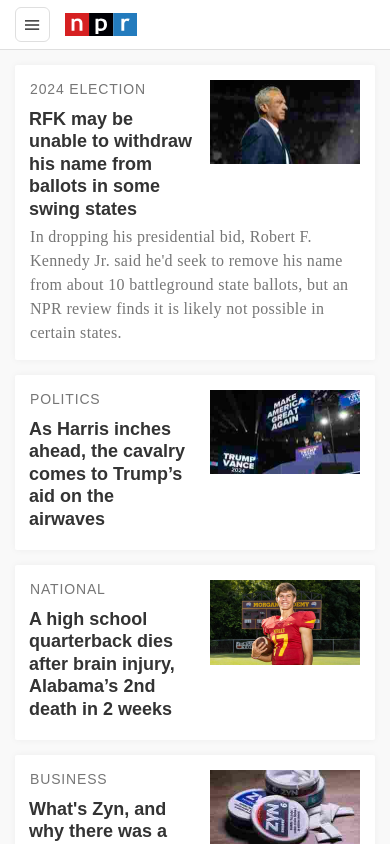 npr
2024 ELECTION
RFK may be
unable to withdraw
his name from
ballots in some
swing states
In dropping his presidential bid, Robert F.
Kennedy Jr. said he'd seek to remove his name
from about 10 battleground state ballots, but an
NPR review finds it is likely not possible in
certain states.
POLITICS
As Harris inches
ahead, the cavalry
comes to Trump’s
aid on the
airwaves
MAKE
AMERICA
GREAT
AGAIN
TRUMP
VANCE
2024
NATIONAL
A high school
quarterback dies
after brain injury,
Alabama’s 2nd
death in 2 weeks
MORGAN ACADEMY
17
BUSINESS
What's Zyn, and
why there was a
ZYN
ZYN
6